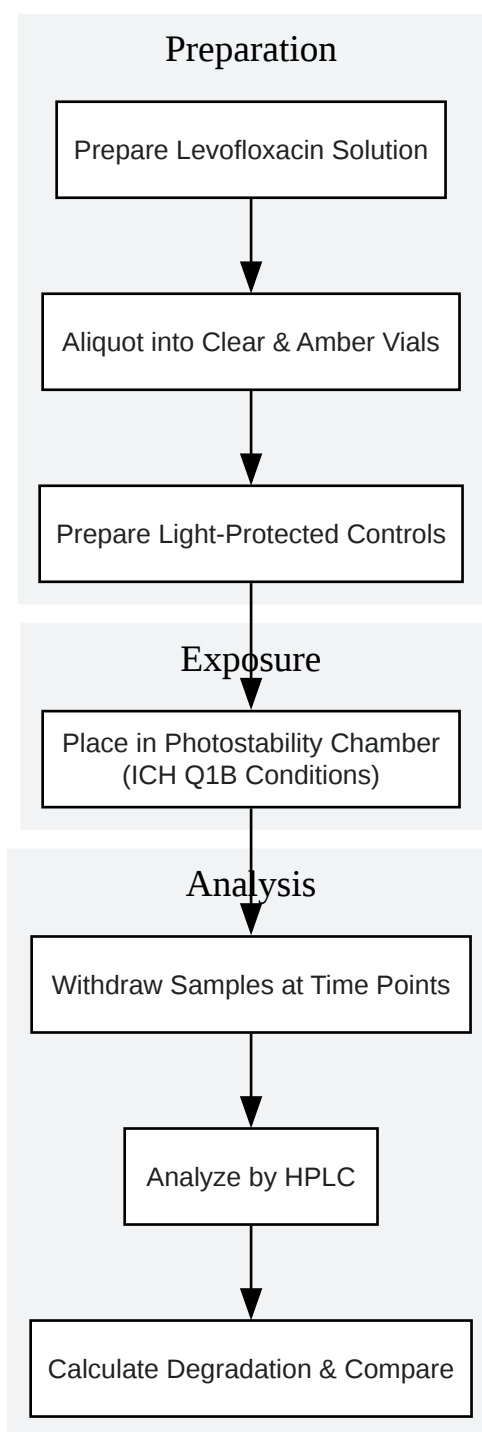 Preparation
Prepare Levofloxacin Solution
Aliquot into Clear & Amber Vials
Prepare Light-Protected Controls
Exposure
Place in Photostability Chamber
(ICH Q1B Conditions)
Analysis
Withdraw Samples at Time Points
Analyze by HPLC
Calculate Degradation & Compare